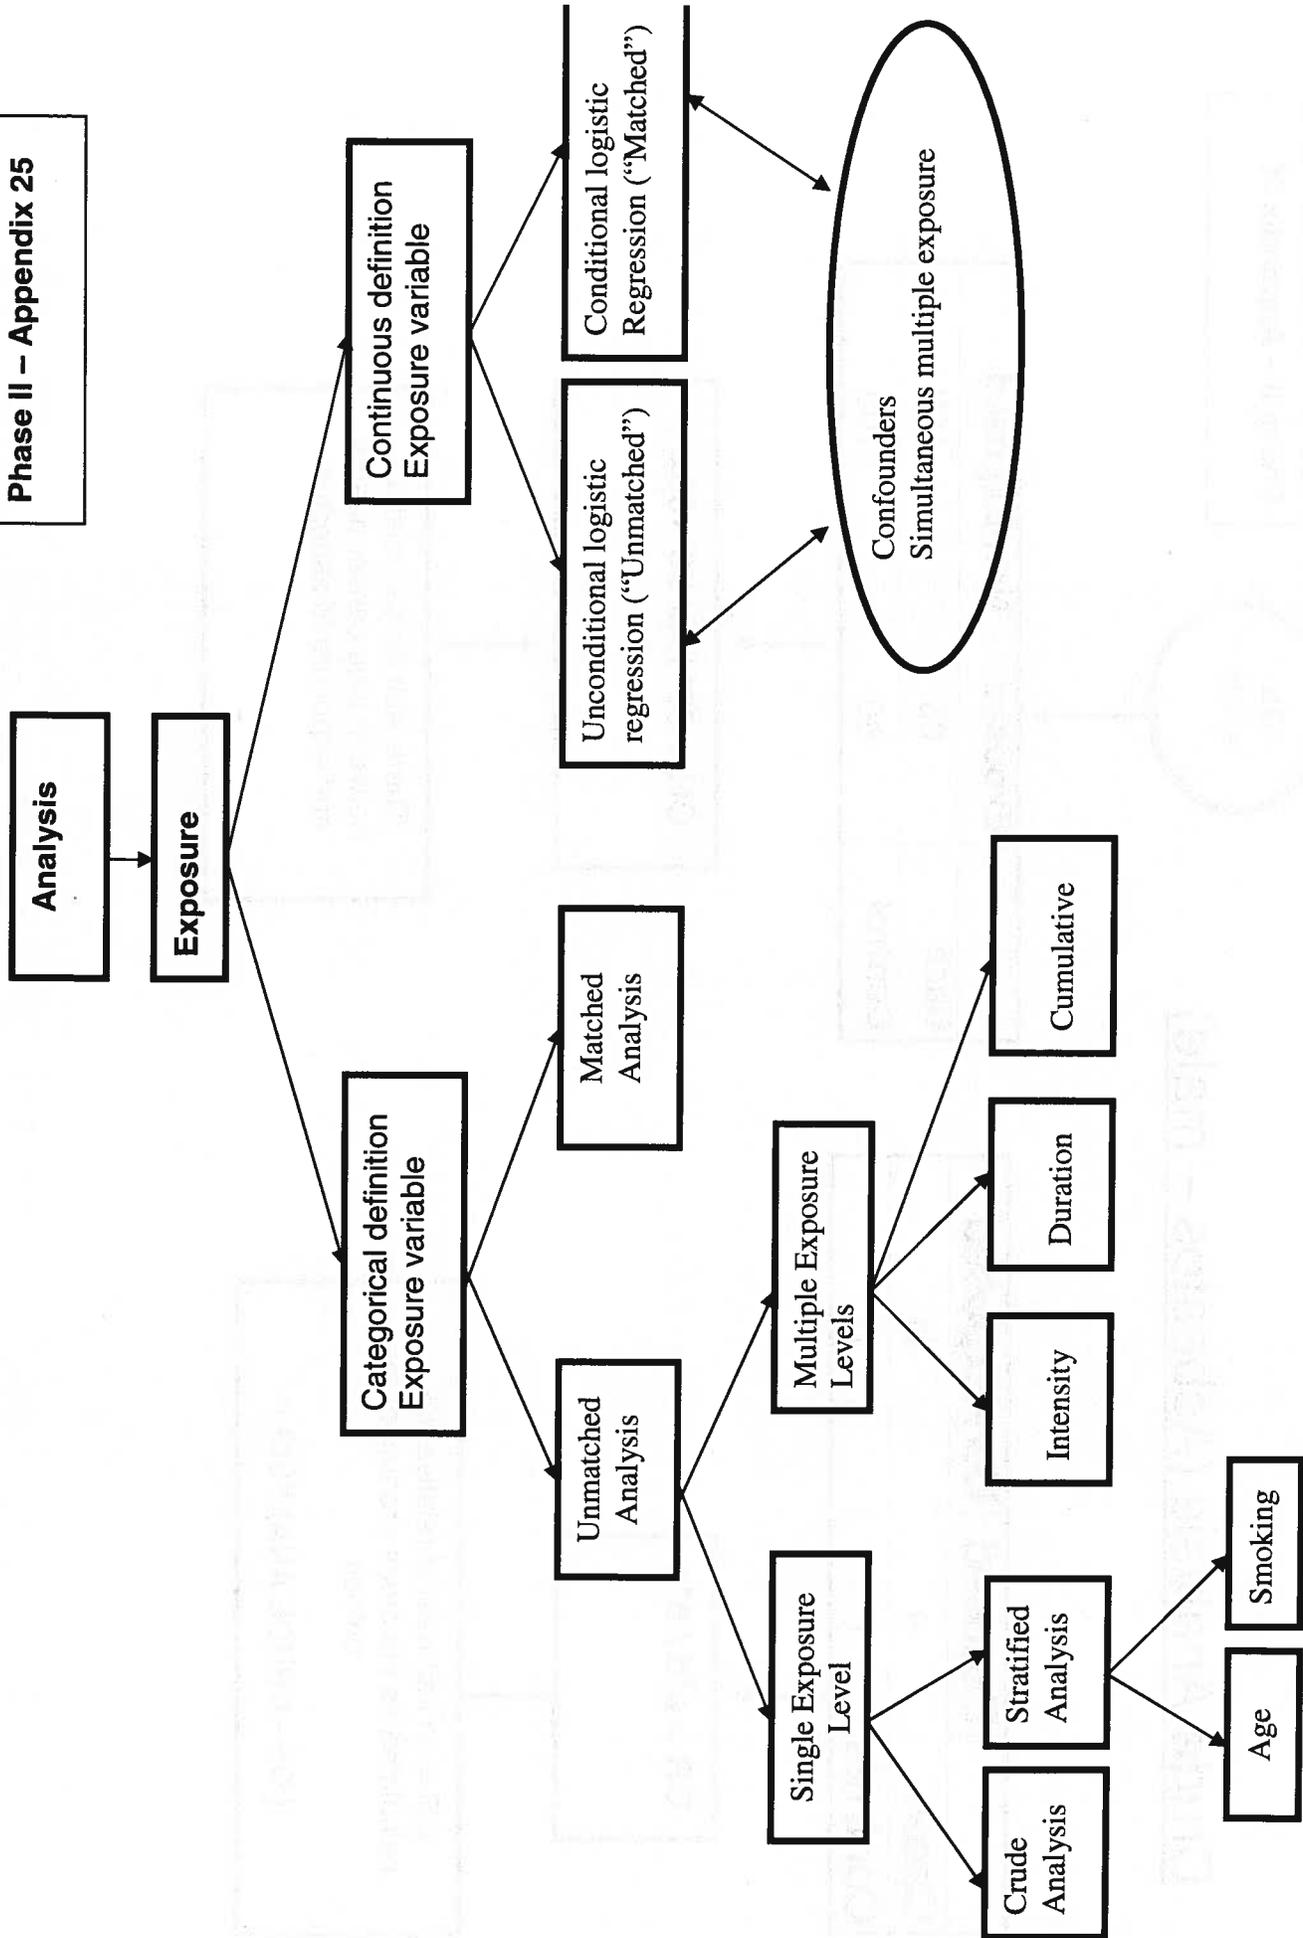 Phase II – Appendix 25
Analysis
Exposure
Categorical definition
Exposure variable
Continuous definition
Exposure variable
Unmatched
Analysis
Matched
Analysis
Unconditional logistic
regression (“Unmatched”)
Conditional logistic
Regression (“Matched”)
Single Exposure
Level
Multiple Exposure
Levels
Confounders
Simultaneous multiple exposure
Crude
Analysis
Stratified
Analysis
Intensity
Duration
Cumulative
Age
Smoking